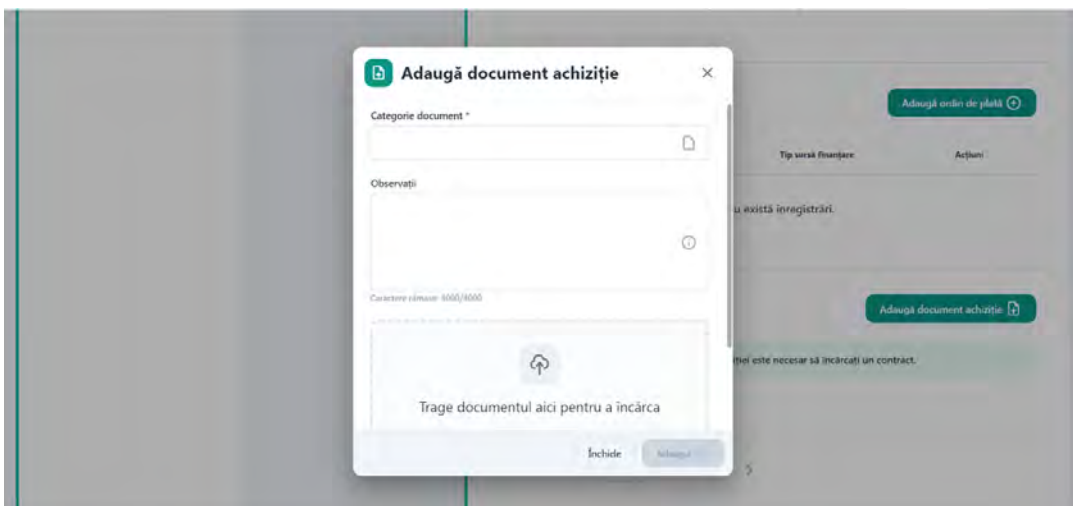 Adaugă document achiziție
Adaugă ordin de plată
Categorie document *
Tip sursă finanțare
Acțiuni
Observații
u există înregistrări.
Caractere rămase: 4000/4000
Adaugă document achiziție
ției este necesar să încărcați un contract.
Trage documentul aici pentru a încărca
Închide
Adaugă